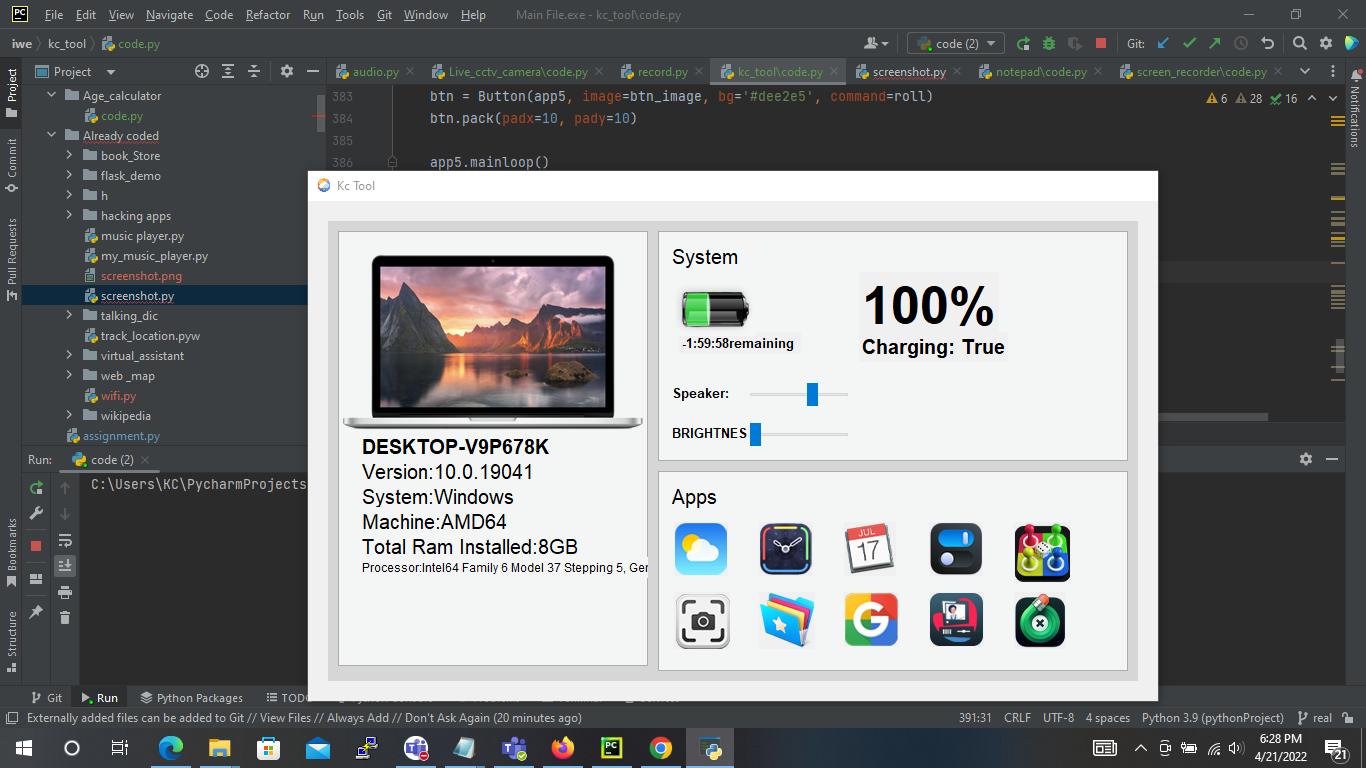 File Edit View Navigate Code Refactor Run Tools Git Window Help Main File.exe - kc_tool\code.py
iwe kc_tool code.py code (2) Git:
Project
audio.py Live_cctv_camera\code.py record.py kc_tool\code.py screenshot.py notepad\code.py screen_recorder\code.py
Project
Commit
Pull Requests
Bookmarks
Structure
Notifications
Age_calculator
code.py
Already coded
book_Store
flask_demo
h
hacking apps
music player.py
my_music_player.py
screenshot.png
screenshot.py
talking_dic
track_location.pyw
virtual_assistant
web _map
wifi.py
wikipedia
assignment.py
383 btn = Button(app5, image=btn_image, bg='#dee2e5', command=roll)
384 btn.pack(padx=10, pady=10)
385
386 app5.mainloop()
6 28 16
Kc Tool
DESKTOP-V9P678K
Version:10.0.19041
System:Windows
Machine:AMD64
Total Ram Installed:8GB
Processor:Intel64 Family 6 Model 37 Stepping 5, Ger
System
-1:59:58remaining
100%
Charging: True
Speaker:
BRIGHTNES
Apps
JUL
17
Run: code (2)
C:\Users\KC\PycharmProjects
Git Run Python Packages TODO
Externally added files can be added to Git // View Files // Always Add // Don't Ask Again (20 minutes ago) 391:31 CRLF UTF-8 4 spaces Python 3.9 (pythonProject) real
6:28 PM
4/21/2022
21